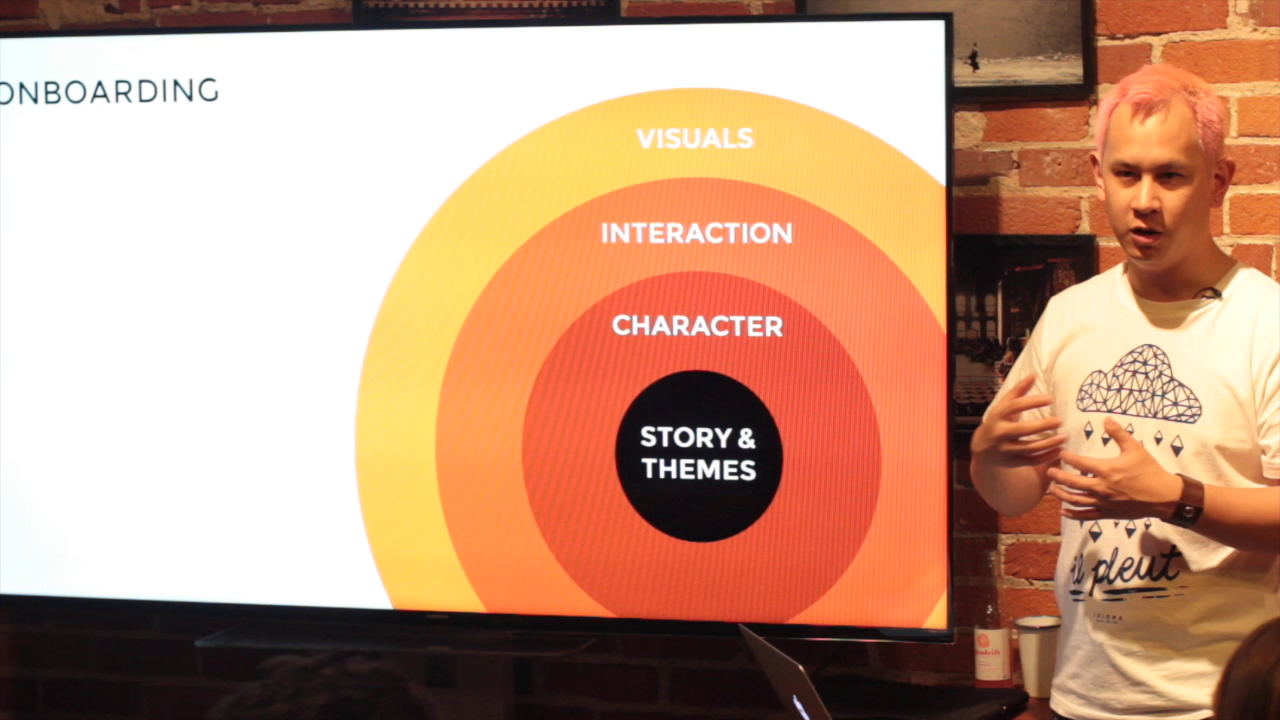 ONBOARDING
VISUALS
INTERACTION
CHARACTER
STORY &
THEMES
il pleut